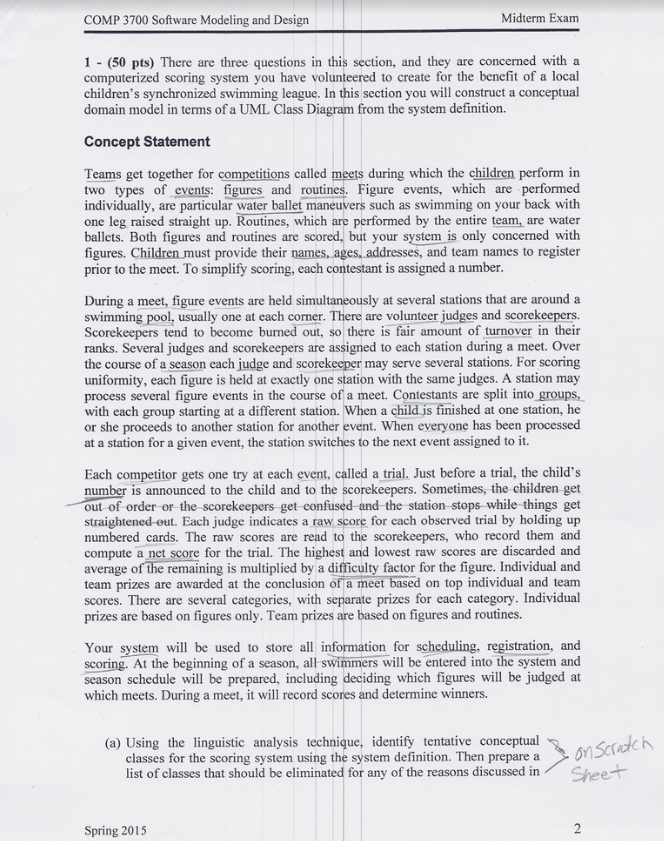 COMP 3700 Software Modeling and Design Midterm Exam
1 - (50 pts) There are three questions in this section, and they are concerned with a
computerized scoring system you have volunteered to create for the benefit of a local
children's synchronized swimming league. In this section you will construct a conceptual
domain model in terms of a UML Class Diagram from the system definition.
Concept Statement
Teams get together for competitions called meets during which the children perform in
two types of events: figures and routines. Figure events, which are performed
individually, are particular water ballet maneuvers such as swimming on your back with
one leg raised straight up. Routines, which are performed by the entire team, are water
ballets. Both figures and routines are scored, but your system is only concerned with
figures. Children must provide their names, ages, addresses, and team names to register
prior to the meet. To simplify scoring, each contestant is assigned a number.
During a meet, figure events are held simultaneously at several stations that are around a
swimming pool, usually one at each corner. There are volunteer judges and scorekeepers.
Scorekeepers tend to become burned out, so there is fair amount of turnover in their
ranks. Several judges and scorekeepers are assigned to each station during a meet. Over
the course of a season each judge and scorekeeper may serve several stations. For scoring
uniformity, each figure is held at exactly one station with the same judges. A station may
process several figure events in the course of a meet. Contestants are split into groups,
with each group starting at a different station. When a child is finished at one station, he
or she proceeds to another station for another event. When everyone has been processed
at a station for a given event, the station switches to the next event assigned to it.
Each competitor gets one try at each event, called a trial. Just before a trial, the child's
number is announced to the child and to the scorekeepers. Sometimes, the children get
out of order or the scorekeepers get confused and the station stops while things get
straightened out. Each judge indicates a raw score for each observed trial by holding up
numbered cards. The raw scores are read to the scorekeepers, who record them and
compute a net score for the trial. The highest and lowest raw scores are discarded and
average of the remaining is multiplied by a difficulty factor for the figure. Individual and
team prizes are awarded at the conclusion of a meet based on top individual and team
scores. There are several categories, with separate prizes for each category. Individual
prizes are based on figures only. Team prizes are based on figures and routines.
Your system will be used to store all information for scheduling, registration, and
scoring. At the beginning of a season, all swimmers will be entered into the system and
season schedule will be prepared, including deciding which figures will be judged at
which meets. During a meet, it will record scores and determine winners.
(a) Using the linguistic analysis technique, identify tentative conceptual
classes for the scoring system using the system definition. Then prepare a
list of classes that should be eliminated for any of the reasons discussed in
on Scratch
Sheet
Spring 2015 2